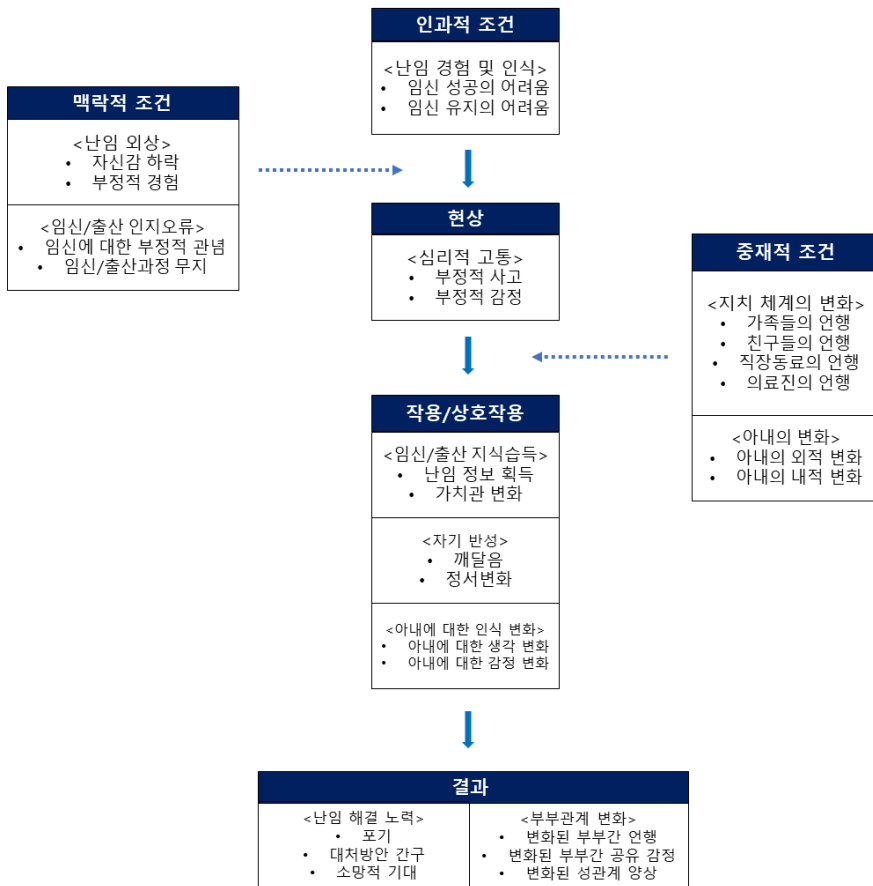 인과적 조건
<난임 경험 및 인식>
• 임신 성공의 어려움
• 임신 유지의 어려움
맥락적 조건
<난임 외상>
• 자신감 하락
• 부정적 경험
<임신/출산 인지오류>
• 임신에 대한 부정적 관념
• 임신/출산과정 무지
현상
<심리적 고통>
• 부정적 사고
• 부정적 감정
중재적 조건
<지치 체계의 변화>
• 가족들의 언행
• 친구들의 언행
• 직장동료의 언행
• 의료진의 언행
<아내의 변화>
• 아내의 외적 변화
• 아내의 내적 변화
작용/상호작용
<임신/출산 지식습득>
• 난임 정보 획득
• 가치관 변화
<자기 반성>
• 깨달음
• 정서변화
<아내에 대한 인식 변화>
• 아내에 대한 생각 변화
• 아내에 대한 감정 변화
결과
<난임 해결 노력>
• 포기
• 대처방안 간구
• 소망적 기대
<부부관계 변화>
• 변화된 부부간 언행
• 변화된 부부간 공유 감정
• 변화된 성관계 양상